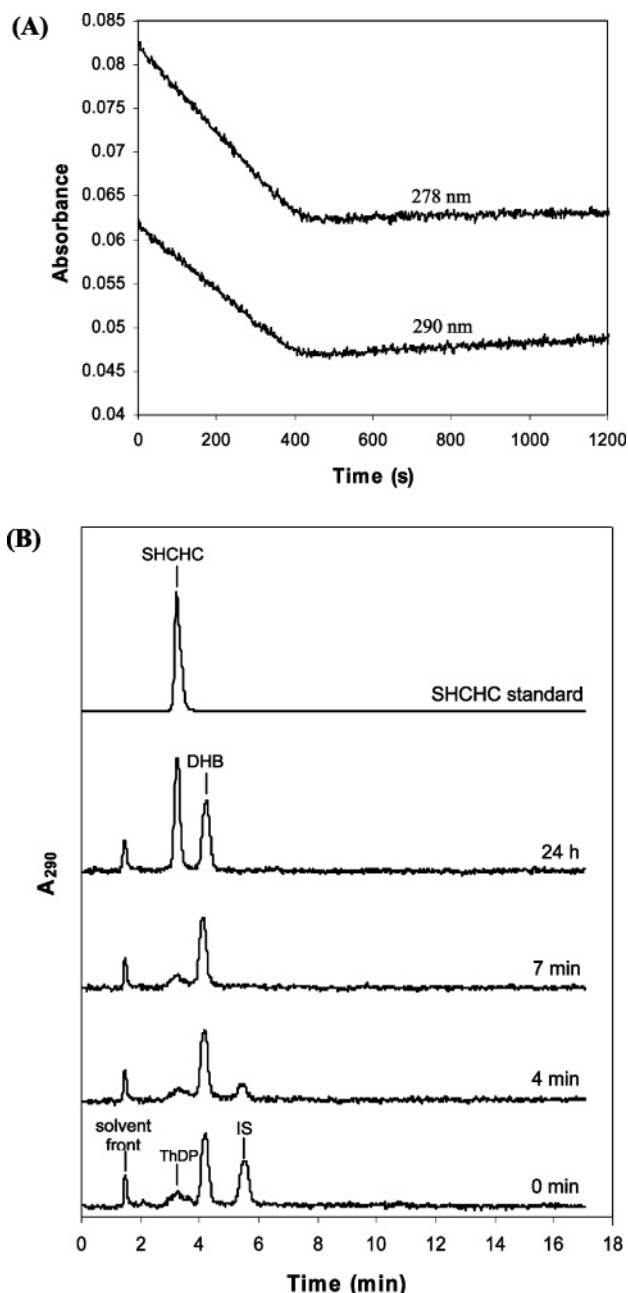 (A)
0.085
0.08
0.075
0.07
0.065
0.06
0.055
0.05
0.045
0.04
Absorbance
278 nm
290 nm
0 200 400 600 800 1000 1200
Time (s)
(B)
SHCHC
SHCHC standard
DHB
24 h
7 min
4 min
solvent
front
ThDP
IS
0 min
A290
0 2 4 6 8 10 12 14 16 18
Time (min)